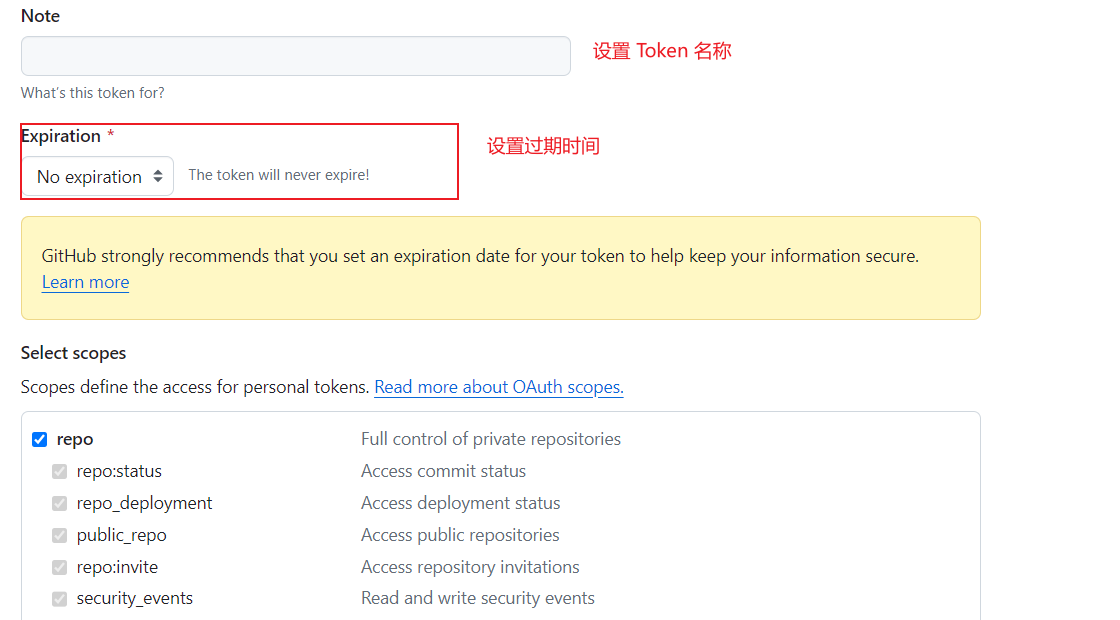 Note
设置 Token 名称
What's this token for?
Expiration *
设置过期时间
No expiration
The token will never expire!
GitHub strongly recommends that you set an expiration date for your token to help keep your information secure.
Learn more
Select scopes
Scopes define the access for personal tokens. Read more about OAuth scopes.
repo Full control of private repositories
repo:status Access commit status
repo_deployment Access deployment status
public_repo Access public repositories
repo:invite Access repository invitations
security_events Read and write security events